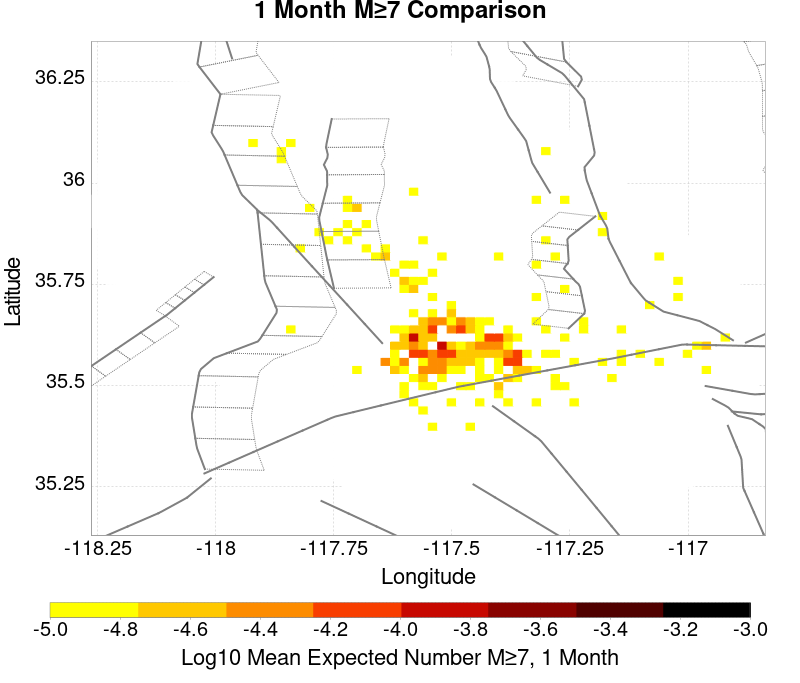 1 Month M≥7 Comparison
36.25
36
35.75
35.5
35.25
Latitude
-118.25 -118 -117.75 -117.5 -117.25 -117
Longitude
-5.0 -4.8 -4.6 -4.4 -4.2 -4.0 -3.8 -3.6 -3.4 -3.2 -3.0
Log10 Mean Expected Number M≥7, 1 Month